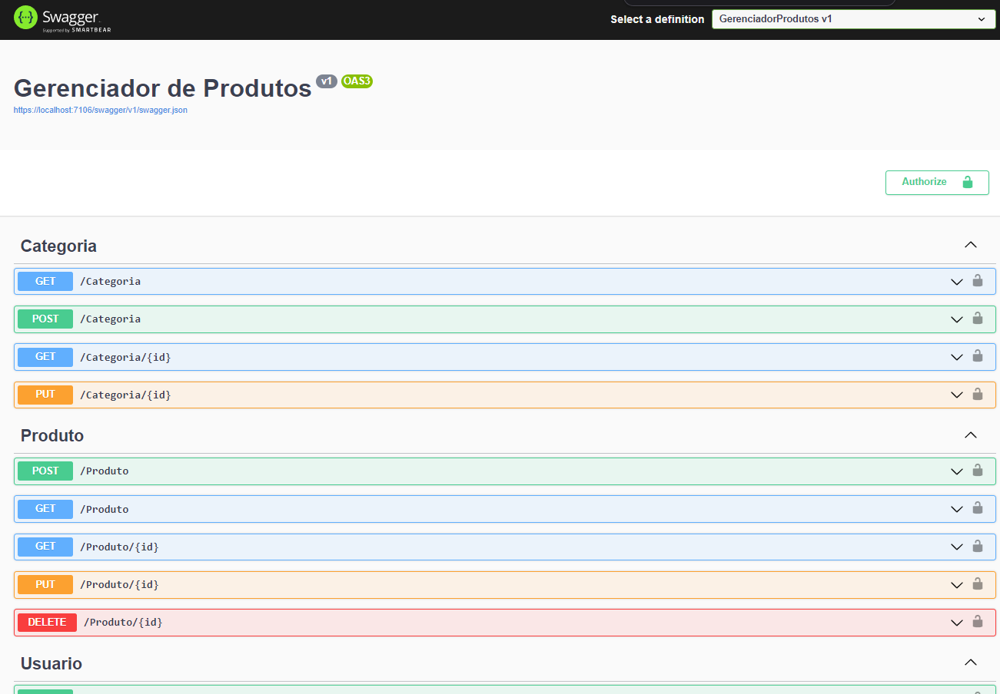 Swagger.
Supported by SMARTBEAR
Select a definition
GerenciadorProdutos v1
Gerenciador de Produtos v1 OAS3
https://localhost:7106/swagger/v1/swagger.json
Authorize
Categoria
GET /Categoria
POST /Categoria
GET /Categoria/{id}
PUT /Categoria/{id}
Produto
POST /Produto
GET /Produto
GET /Produto/{id}
PUT /Produto/{id}
DELETE /Produto/{id}
Usuario